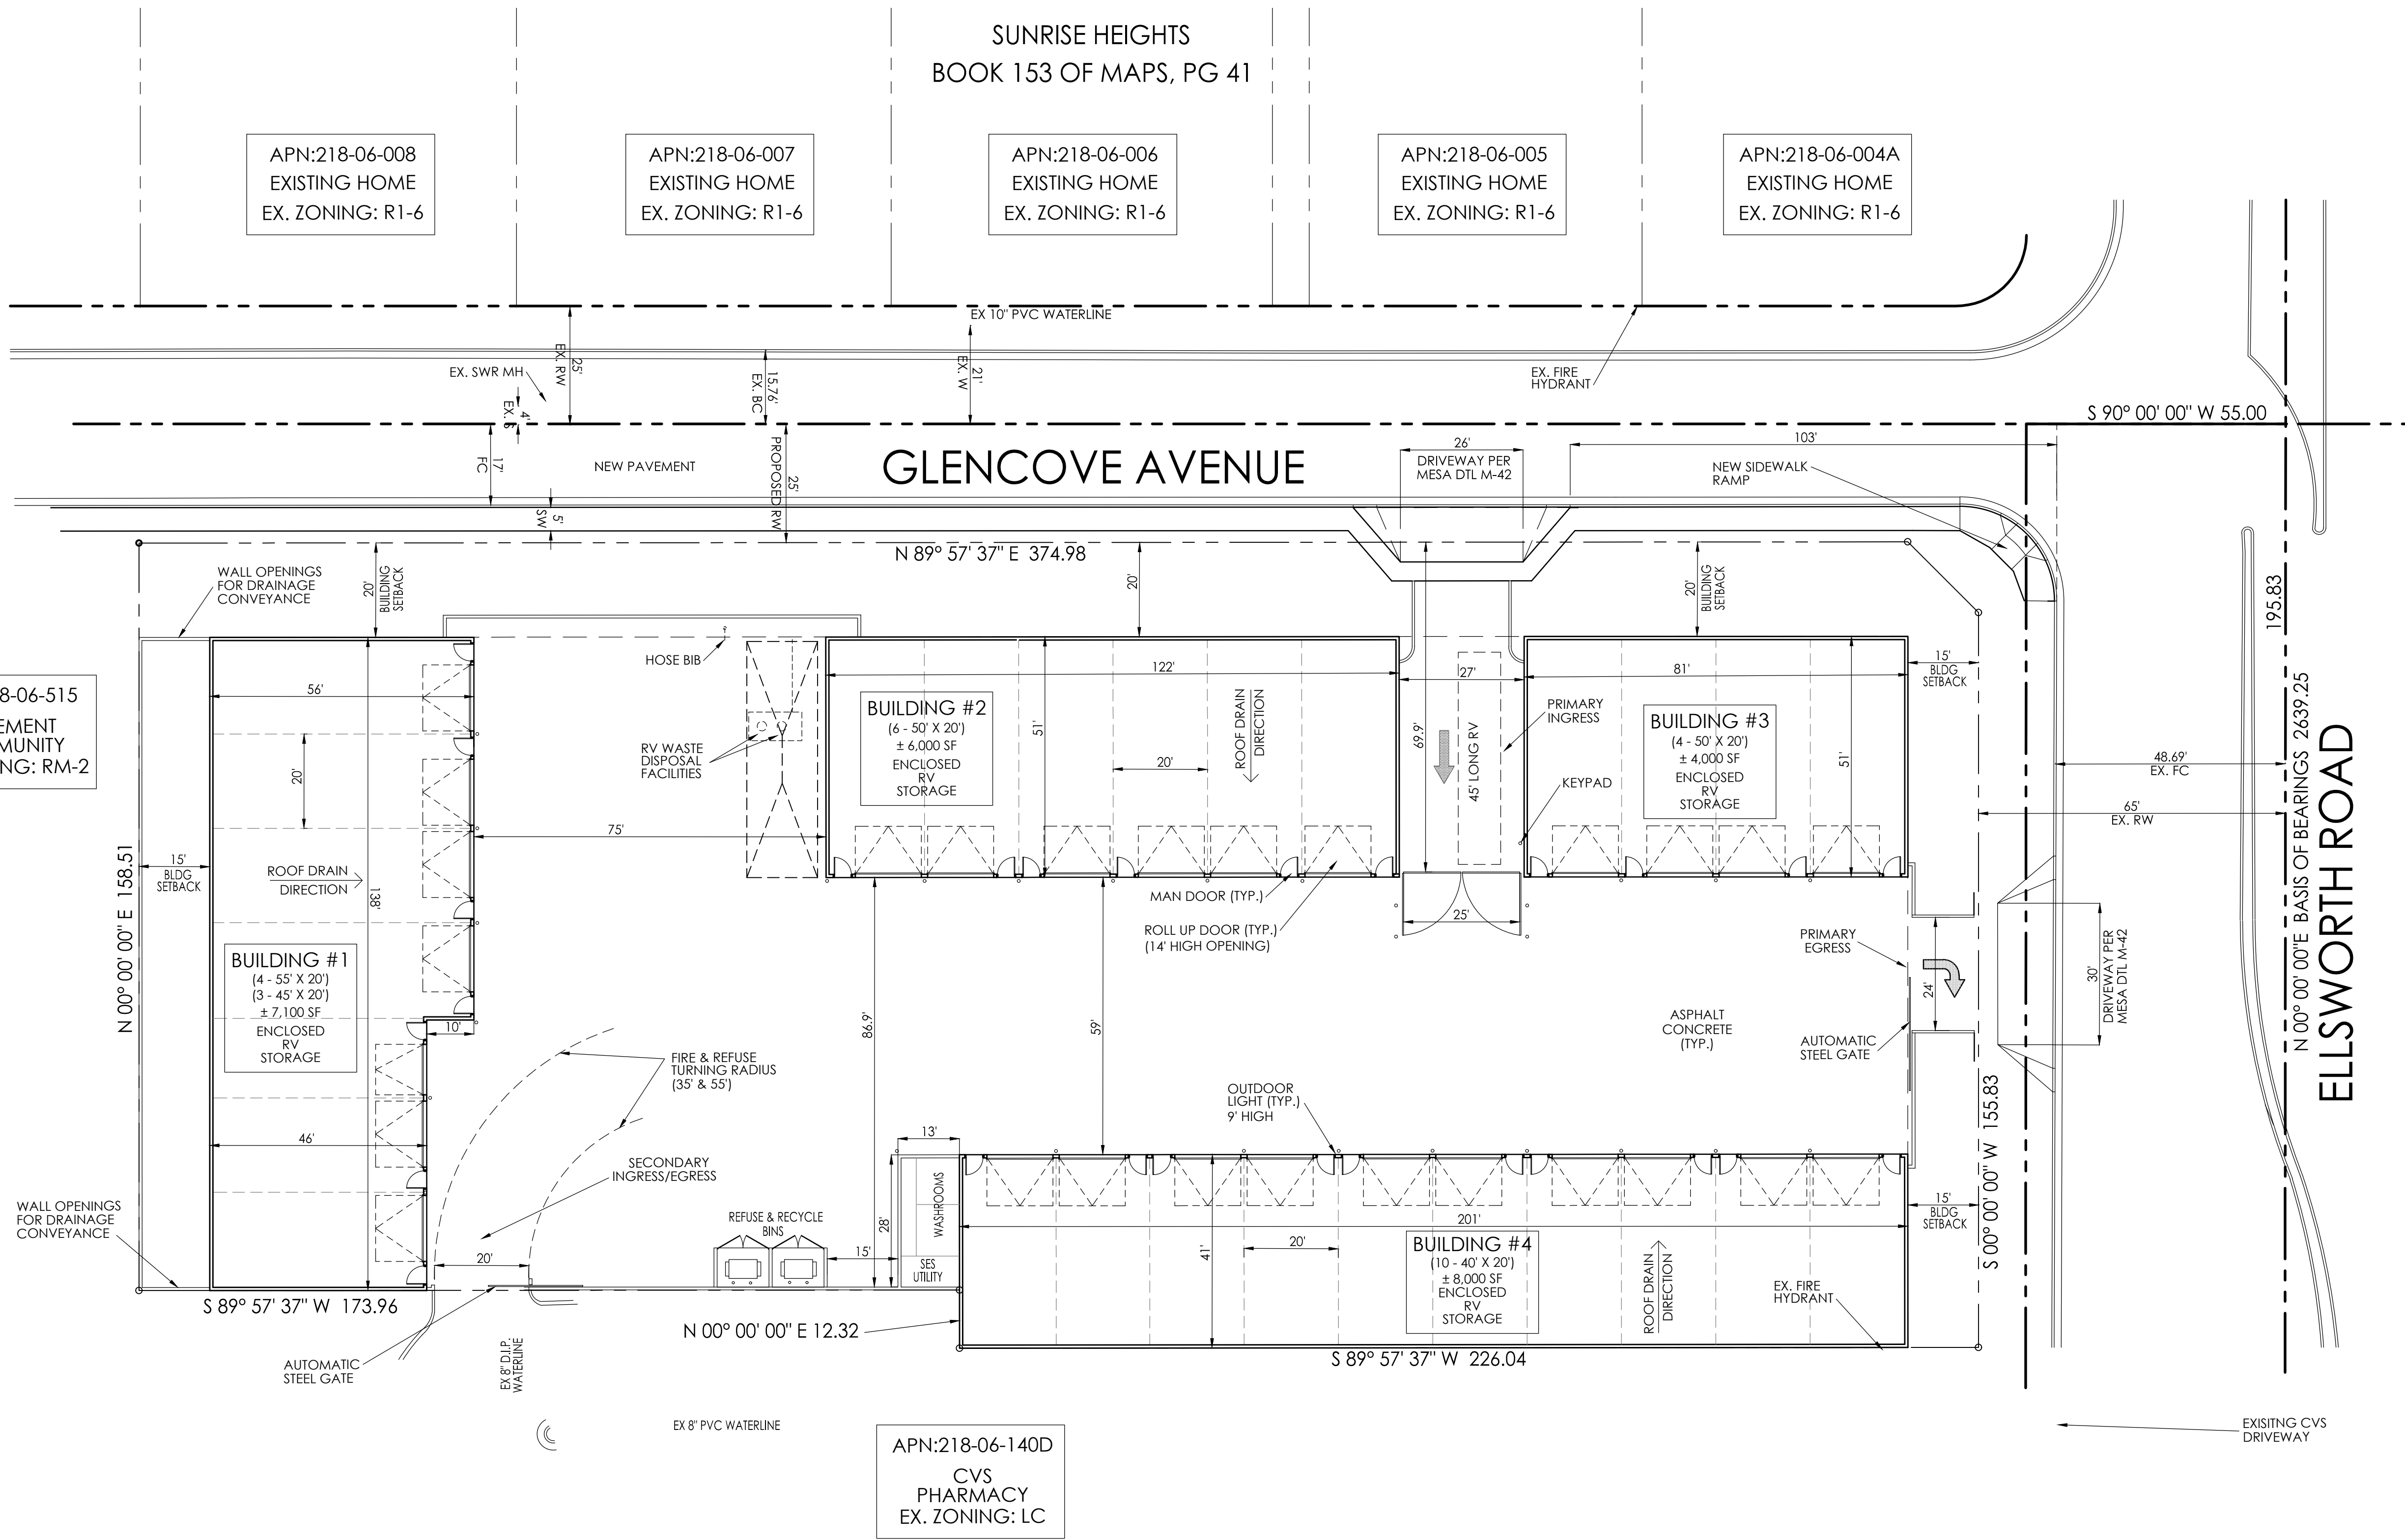 SUNRISE HEIGHTS
BOOK 153 OF MAPS, PG 41
APN:218-06-008
EXISTING HOME
EX. ZONING: R1-6
APN:218-06-007
EXISTING HOME
EX. ZONING: R1-6
APN:218-06-006
EXISTING HOME
EX. ZONING: R1-6
APN:218-06-005
EXISTING HOME
EX. ZONING: R1-6
APN:218-06-004A
EXISTING HOME
EX. ZONING: R1-6
EX 10" PVC WATERLINE
EX. SWR MH
25'
EX. RW
15.76'
EX. BC
21'
EX. W
4'
EX. S
EX. FIRE
HYDRANT
S 90° 00' 00" W 55.00
17'
FC
NEW PAVEMENT
25'
PROPOSED RW
GLENCOVE AVENUE
26'
DRIVEWAY PER
MESA DTL M-42
103'
NEW SIDEWALK
RAMP
5'
SW
N 89° 57' 37" E 374.98
WALL OPENINGS
FOR DRAINAGE
CONVEYANCE
20'
BUILDING
SETBACK
20'
20'
BUILDING
SETBACK
195.83
HOSE BIB
8-06-515
EMENT
MUNITY
NG: RM-2
56'
20'
15'
BLDG
SETBACK
ROOF DRAIN
DIRECTION
138'
N 00° 00' 00" E 158.51
BUILDING #1
(4 - 55' X 20')
(3 - 45' X 20')
± 7,100 SF
ENCLOSED
RV
STORAGE
10'
46'
RV WASTE
DISPOSAL
FACILITIES
75'
122'
BUILDING #2
(6 - 50' X 20')
± 6,000 SF
ENCLOSED
RV
STORAGE
51'
20'
ROOF DRAIN
DIRECTION
27'
69.9'
45' LONG RV
PRIMARY
INGRESS
KEYPAD
81'
BUILDING #3
(4 - 50' X 20')
± 4,000 SF
ENCLOSED
RV
STORAGE
51'
15'
BLDG
SETBACK
48.69'
EX. FC
65'
EX. RW
N 00° 00' 00"E BASIS OF BEARINGS 2639.25
ELLSWORTH ROAD
MAN DOOR (TYP.)
ROLL UP DOOR (TYP.)
(14' HIGH OPENING)
25'
PRIMARY
EGRESS
24'
30'
DRIVEWAY PER
MESA DTL M-42
86.9'
59'
ASPHALT
CONCRETE
(TYP.)
AUTOMATIC
STEEL GATE
FIRE & REFUSE
TURNING RADIUS
(35' & 55')
OUTDOOR
LIGHT (TYP.)
9' HIGH
S 00° 00' 00" W 155.83
SECONDARY
INGRESS/EGRESS
13'
WASHROOMS
28'
SES
UTILITY
REFUSE & RECYCLE
BINS
15'
20'
WALL OPENINGS
FOR DRAINAGE
CONVEYANCE
201'
41'
20'
BUILDING #4
(10 - 40' X 20')
± 8,000 SF
ENCLOSED
RV
STORAGE
ROOF DRAIN
DIRECTION
15'
BLDG
SETBACK
EX. FIRE
HYDRANT
S 89° 57' 37" W 173.96
N 00° 00' 00" E 12.32
S 89° 57' 37" W 226.04
AUTOMATIC
STEEL GATE
EX 8" D.I.P.
WATERLINE
EX 8" PVC WATERLINE
APN:218-06-140D
CVS
PHARMACY
EX. ZONING: LC
EXISITNG CVS
DRIVEWAY